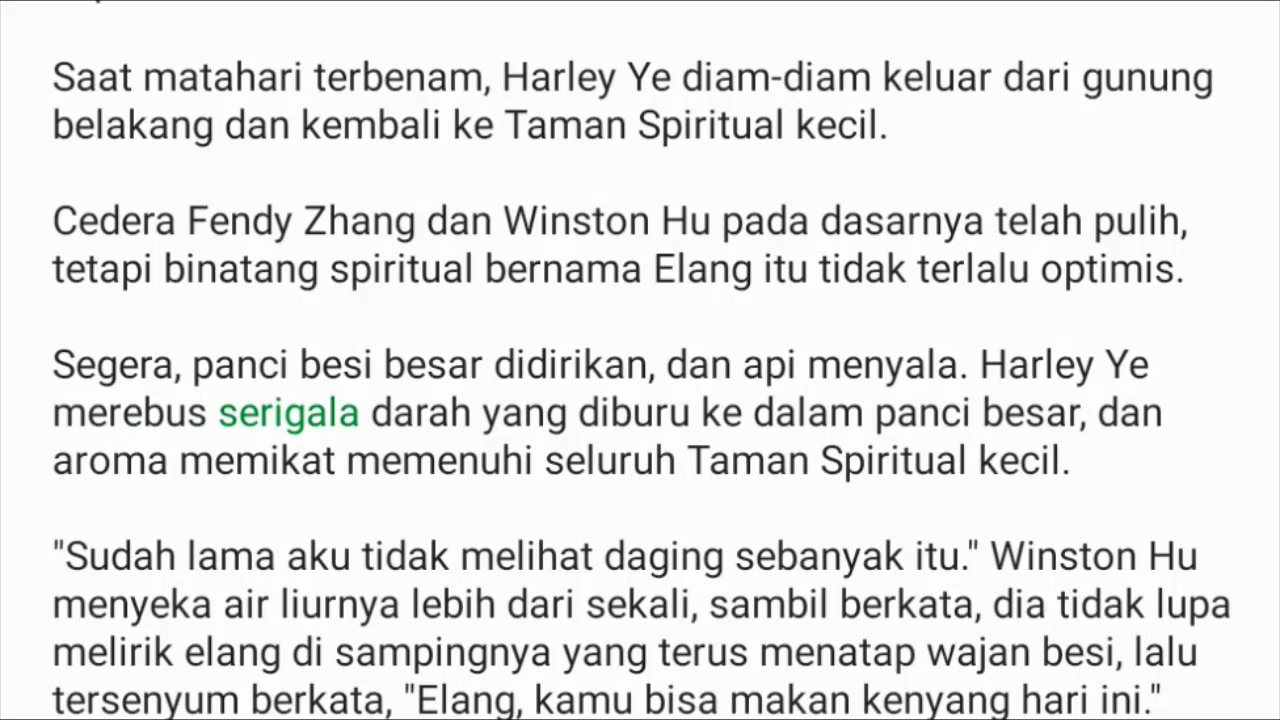 Saat matahari terbenam, Harley Ye diam-diam keluar dari gunung
belakang dan kembali ke Taman Spiritual kecil.
Cedera Fendy Zhang dan Winston Hu pada dasarnya telah pulih,
tetapi binatang spiritual bernama Elang itu tidak terlalu optimis.
Segera, panci besi besar didirikan, dan api menyala. Harley Ye
merebus serigala darah yang diburu ke dalam panci besar, dan
aroma memikat memenuhi seluruh Taman Spiritual kecil.
"Sudah lama aku tidak melihat daging sebanyak itu." Winston Hu
menyeka air liurnya lebih dari sekali, sambil berkata, dia tidak lupa
melirik elang di sampingnya yang terus menatap wajan besi, lalu
tersenyum berkata, "Elang, kamu bisa makan kenyang hari ini."